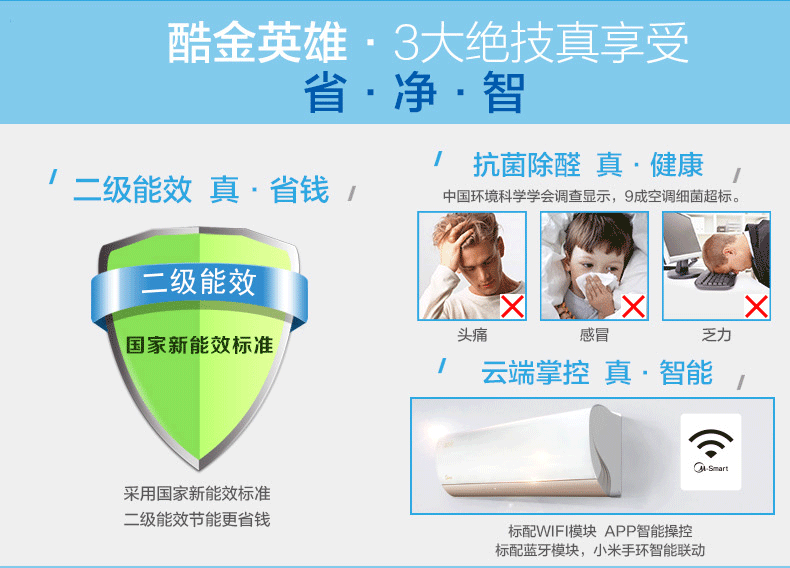 酷金英雄·3大绝技真享受
省·净·智
二级能效 真·省钱
二级能效
国家新能效标准
采用国家新能效标准
二级能效节能更省钱
抗菌除醛 真·健康
中国环境科学学会调查显示，9成空调细菌超标。
头痛
感冒
乏力
云端掌控 真·智能
M-Smart
标配WIFI模块 APP智能操控
标配蓝牙模块，小米手环智能联动